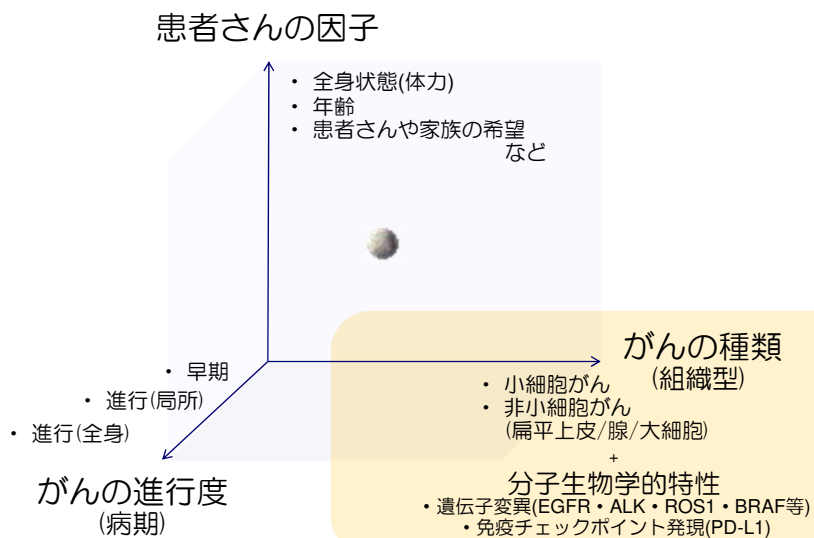 患者さんの因子
・ 全身状態(体力)
・ 年齢
・ 患者さんや家族の希望
など
・ 早期
・ 進行(局所)
・ 進行(全身)
がんの進行度
(病期)
がんの種類
(組織型)
・ 小細胞がん
・ 非小細胞がん
(扁平上皮/腺/大細胞)
+
分子生物学的特性
・遺伝子変異(EGFR・ALK・ROS1・BRAF等)
・免疫チェックポイント発現(PD-L1)